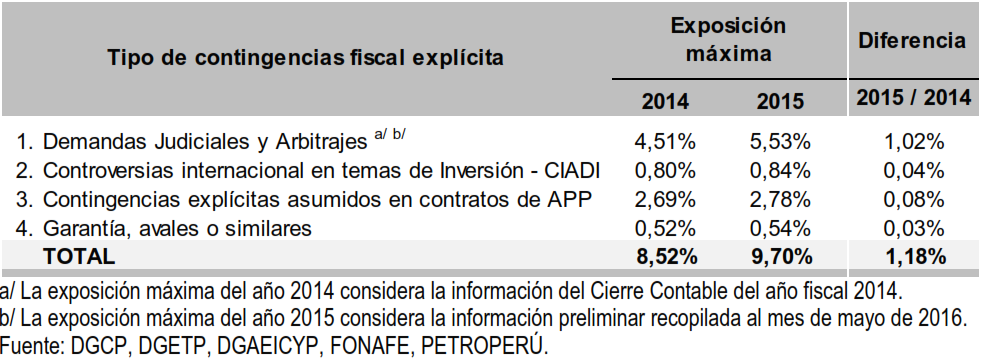 Tipo de contingencias fiscal explícita Exposición máxima Diferencia
2014 2015 2015 / 2014
1. Demandas Judiciales y Arbitrajes a/ b/ 4,51% 5,53% 1,02%
2. Controversias internacional en temas de Inversión - CIADI 0,80% 0,84% 0,04%
3. Contingencias explícitas asumidos en contratos de APP 2,69% 2,78% 0,08%
4. Garantía, avales o similares 0,52% 0,54% 0,03%
TOTAL 8,52% 9,70% 1,18%
a/ La exposición máxima del año 2014 considera la información del Cierre Contable del año fiscal 2014.
b/ La exposición máxima del año 2015 considera la información preliminar recopilada al mes de mayo de 2016.
Fuente: DGCP, DGETP, DGAEICYP, FONAFE, PETROPERÚ.